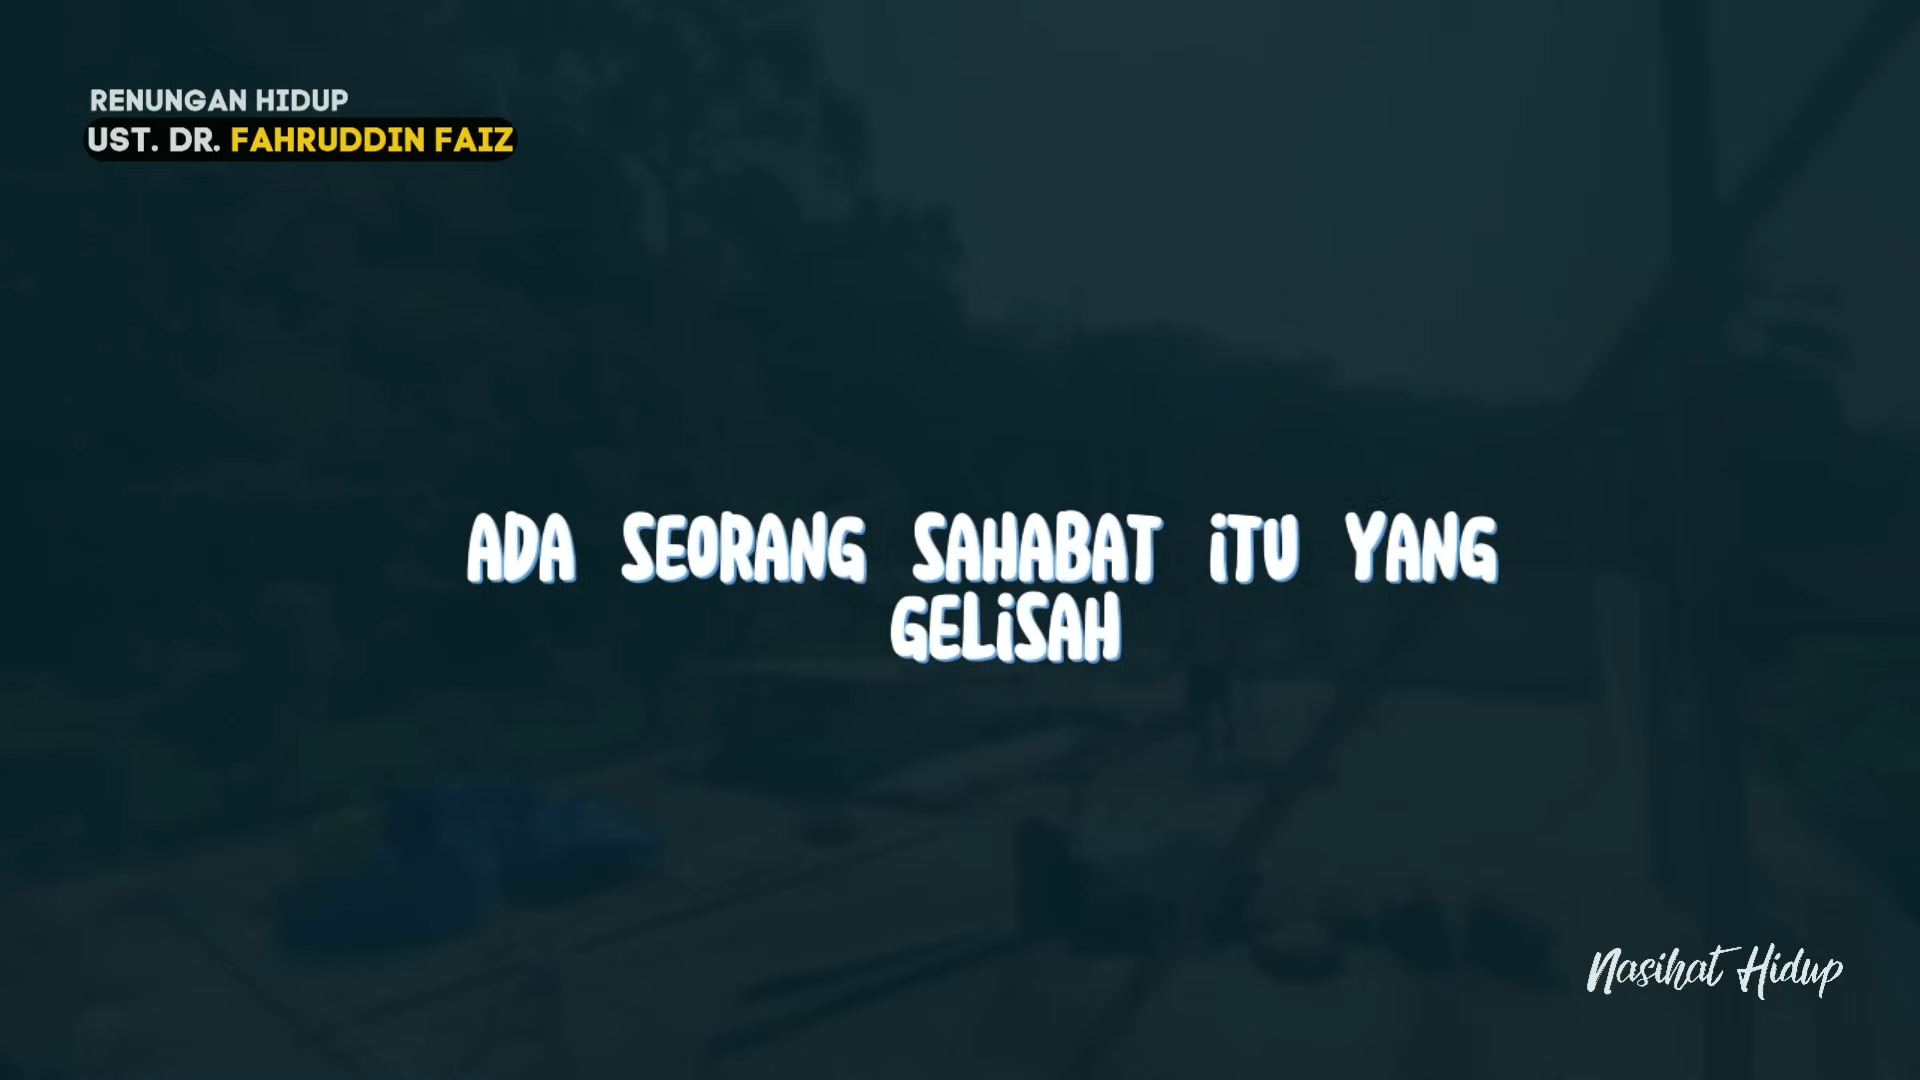 RENUNGAN HIDUP
UST. DR. FAHRUDDIN FAIZ
ADA SEORANG SAHABAT iTU YANG
GELiSAH
Nasihat Hidup